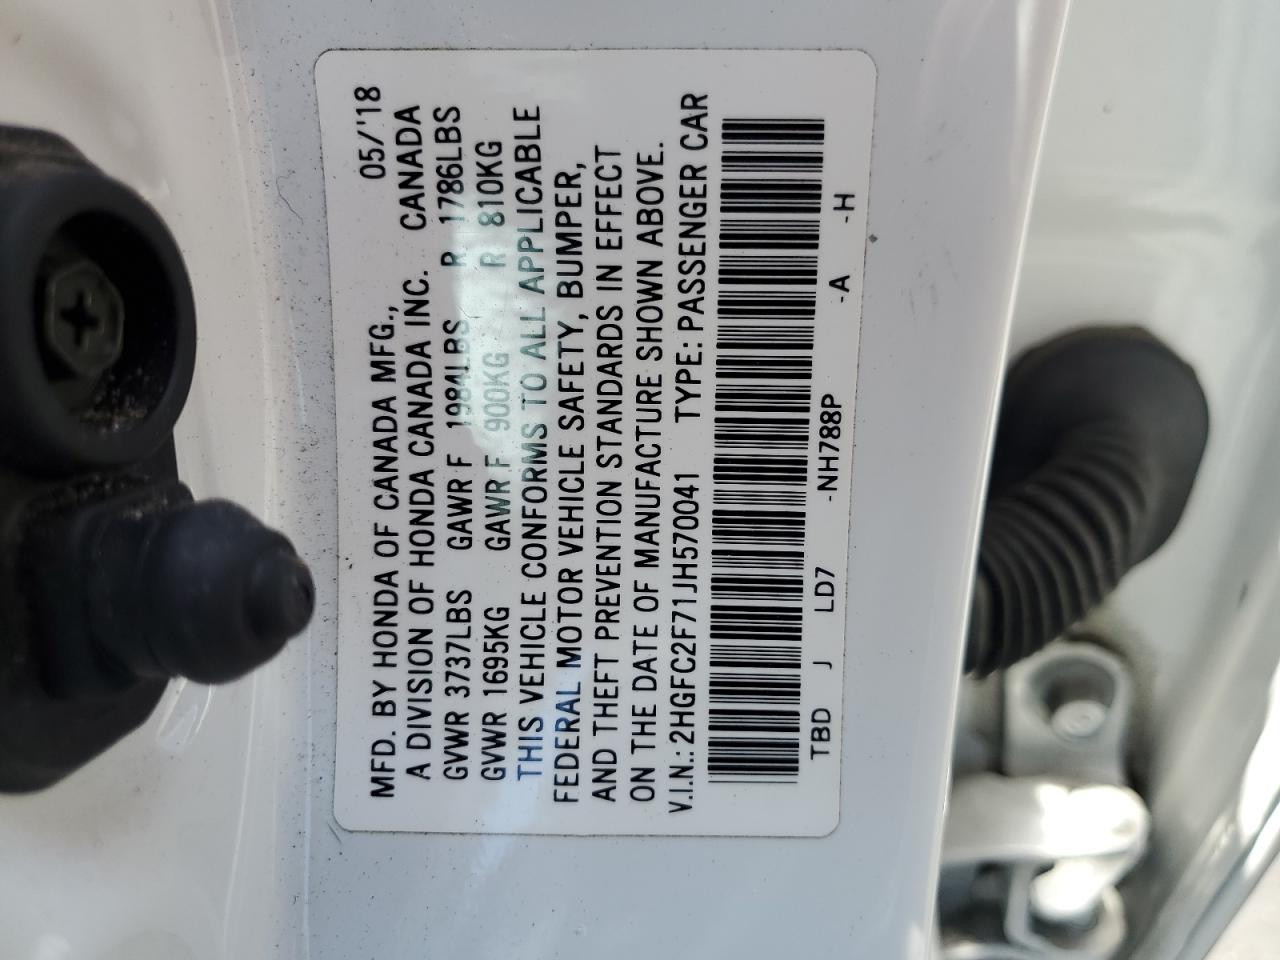 MFD. BY HONDA OF CANADA MFG., 05/'18
A DIVISION OF HONDA CANADA INC. CANADA
GVWR 3737LBS GAWR F 1984LBS R 1786LBS
GVWR 1695KG GAWR F 900KG R 810KG
THIS VEHICLE CONFORMS TO ALL APPLICABLE
FEDERAL MOTOR VEHICLE SAFETY, BUMPER,
AND THEFT PREVENTION STANDARDS IN EFFECT
ON THE DATE OF MANUFACTURE SHOWN ABOVE.
V.I.N.: 2HGFC2F71JH570041 TYPE: PASSENGER CAR
TBD J LD7 -NH788P -A -H